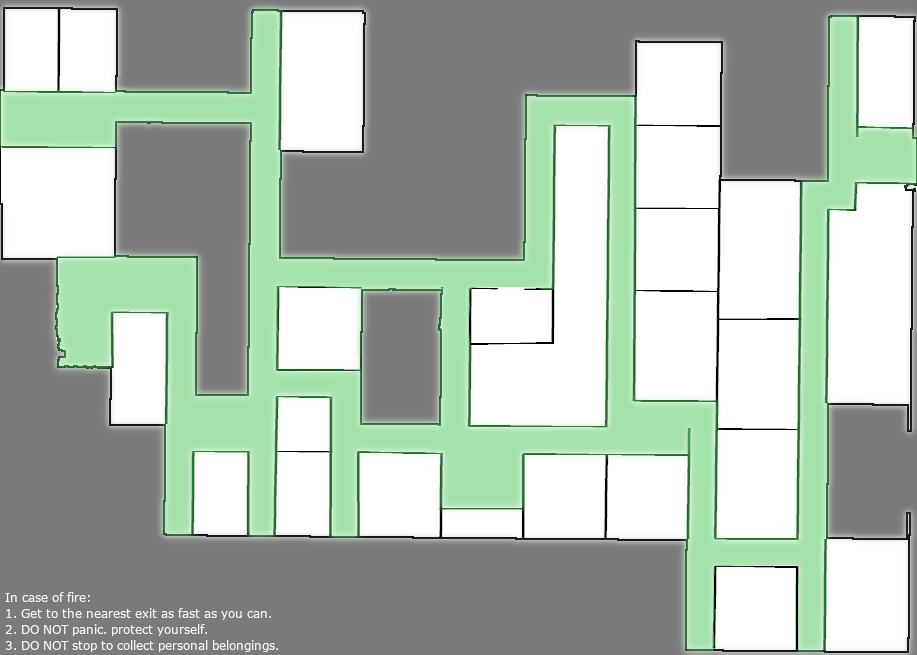 In case of fire:
1. Get to the nearest exit as fast as you can.
2. DO NOT panic. protect yourself.
3. DO NOT stop to collect personal belongings.